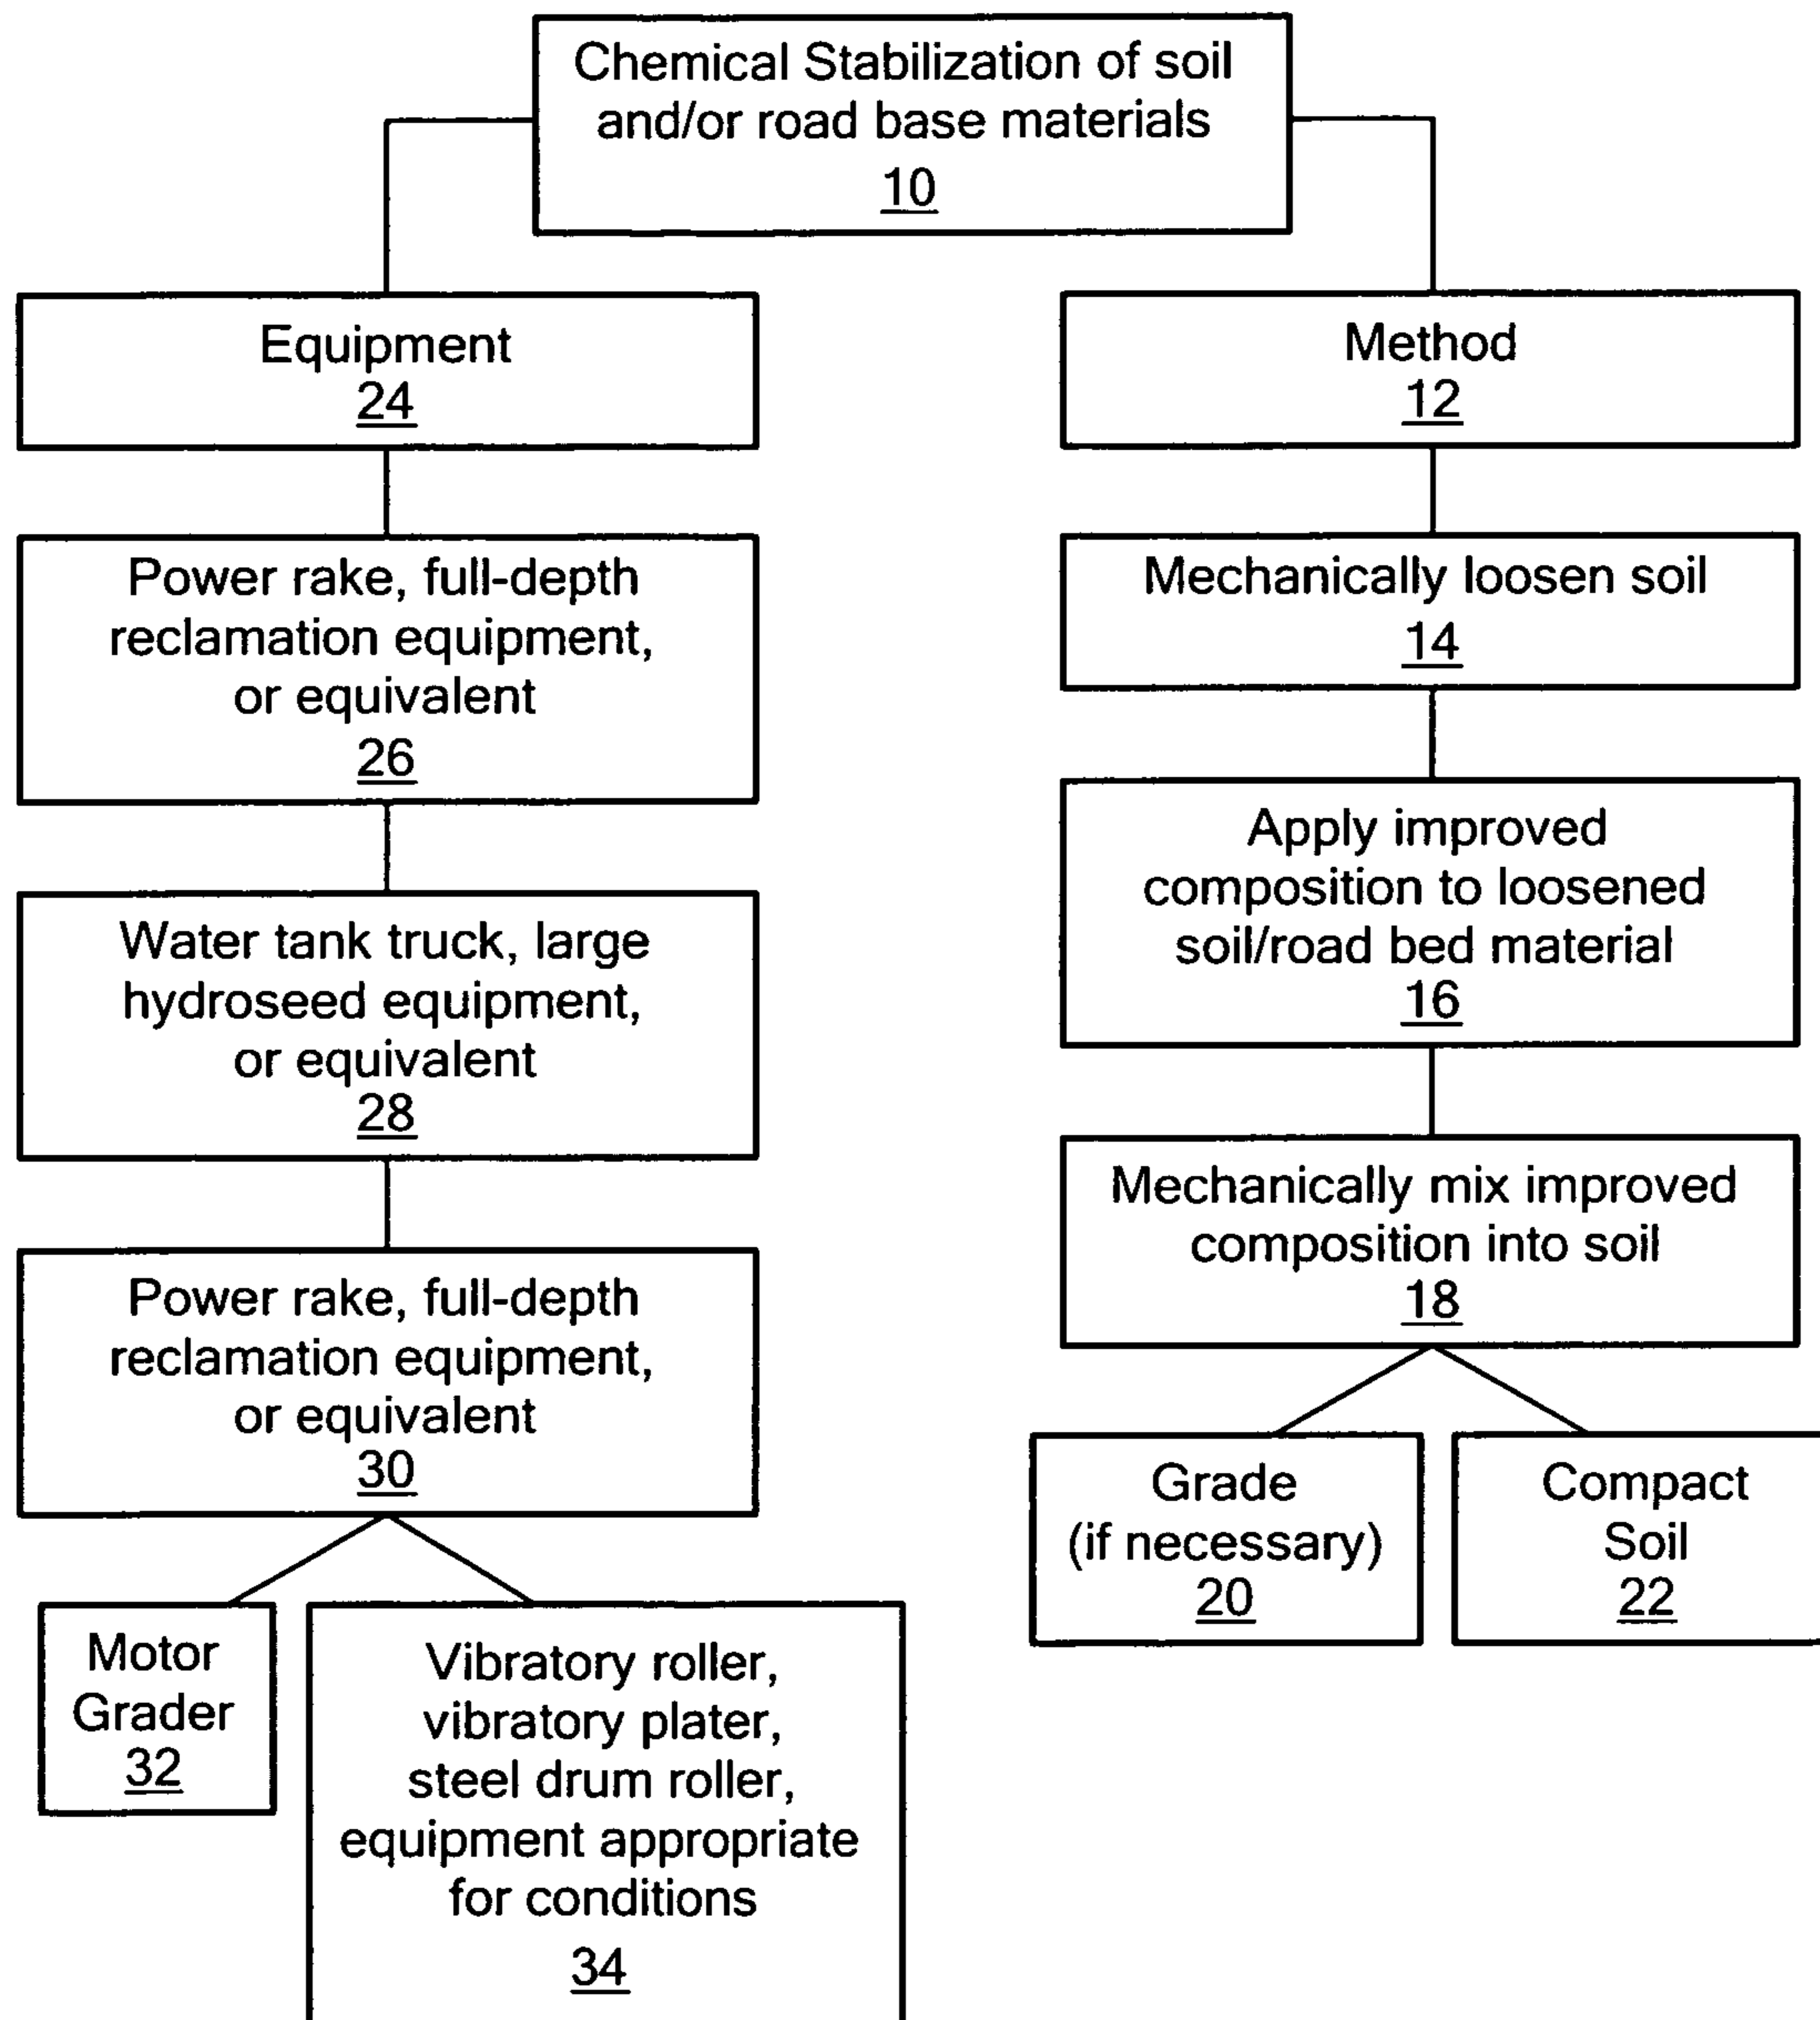 Chemical Stabilization of soil
and/or road base materials
10
Equipment
24
Power rake, full-depth
reclamation equipment,
or equivalent
26
Water tank truck, large
hydroseed equipment,
or equivalent
28
Power rake, full-depth
reclamation equipment,
or equivalent
30
Motor
Grader
32
Vibratory roller,
vibratory plater,
steel drum roller,
equipment appropriate
for conditions
34
Method
12
Mechanically loosen soil
14
Apply improved
composition to loosened
soil/road bed material
16
Mechanically mix improved
composition into soil
18
Grade
(if necessary)
20
Compact
Soil
22